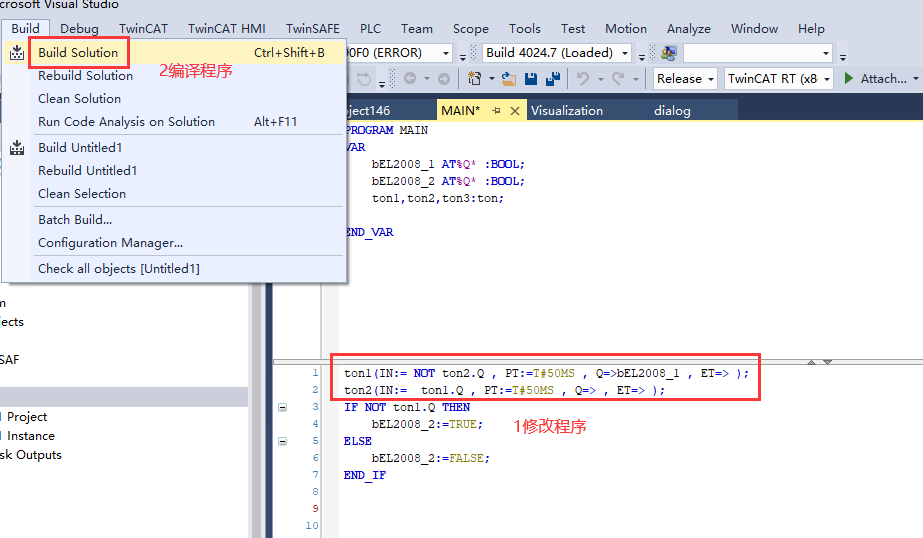 crosoft Visual Studio
Build Debug TwinCAT TwinCAT HMI TwinSAFE PLC Team Scope Tools Test Motion Analyze Window Help
Build Solution Ctrl+Shift+B
2编译程序
Rebuild Solution
Clean Solution
Run Code Analysis on Solution Alt+F11
Build Untitled1
Rebuild Untitled1
Clean Selection
Batch Build...
Configuration Manager...
Check all objects [Untitled1]
90F0 (ERROR) Build 4024.7 (Loaded)
Release TwinCAT RT (x8 Attach...
ject146 MAIN* Visualization dialog
PROGRAM MAIN
VAR
bEL2008_1 AT%Q* :BOOL;
bEL2008_2 AT%Q* :BOOL;
ton1,ton2,ton3:ton;
END_VAR
m
ects
SAF
Project
Instance
sk Outputs
1 ton1(IN:= NOT ton2.Q , PT:=T#50MS , Q=>bEL2008_1 , ET=> );
2 ton2(IN:= ton1.Q , PT:=T#50MS , Q=> , ET=> );
3 IF NOT ton1.Q THEN
4 bEL2008_2:=TRUE;
1修改程序
5 ELSE
6 bEL2008_2:=FALSE;
7 END_IF
8
9
10